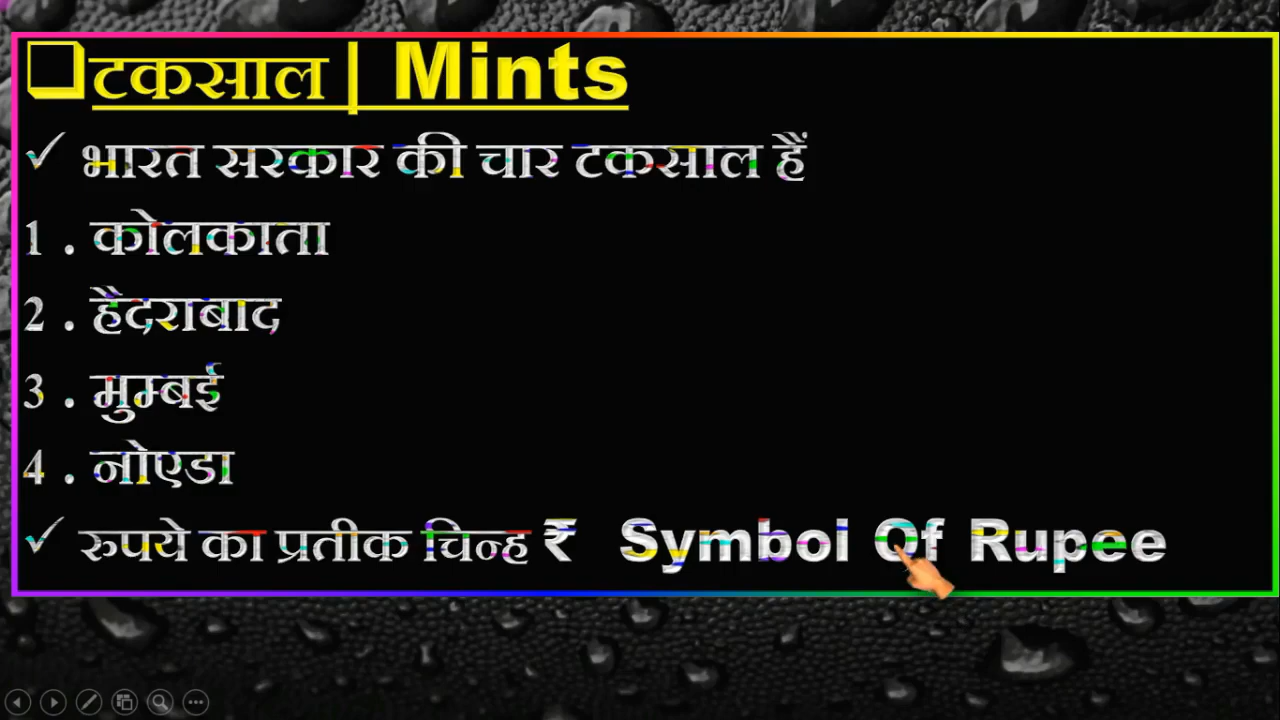 टकसाल | Mints
✓ भारत सरकार की चार टकसाल हैं
1 . कोलकाता
2 . हैदराबाद
3 . मुम्बई
4 . नोएडा
✓ रुपये का प्रतीक चिन्ह ₹ Symbol Of Rupee